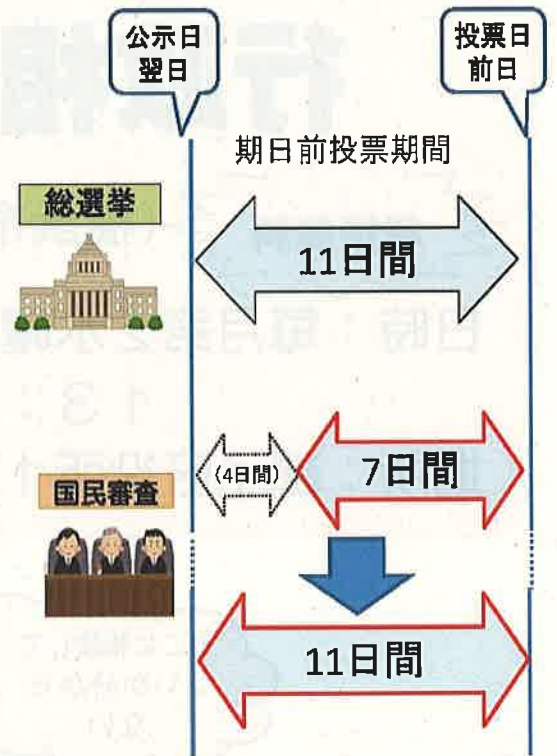 公示日
翌日
投票日
前日
期日前投票期間
総選挙
11日間
(4日間)
7日間
国民審査
11日間